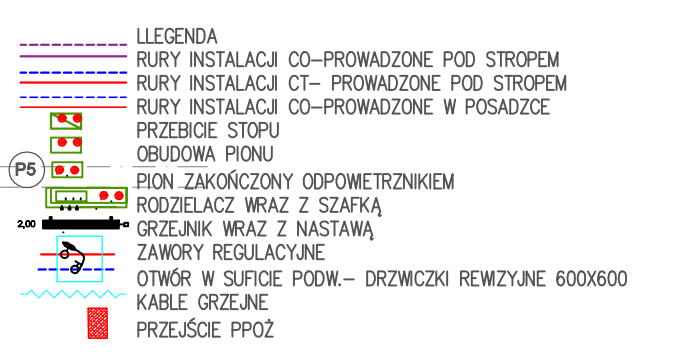 LLEGENDA
RURY INSTALACJI CO-PROWADZONE POD STROPEM
RURY INSTALACJI CT- PROWADZONE POD STROPEM
RURY INSTALACJI CO-PROWADZONE W POSADZCE
PRZEBICIE STOPU
OBUDOWA PIONU
P5
PION ZAKOŃCZONY ODPOWIETRZNIKIEM
RODZIELACZ WRAZ Z SZAFKĄ
2,00 GRZEJNIK WRAZ Z NASTAWĄ
ZAWORY REGULACYJNE
OTWÓR W SUFICIE PODW.- DRZWICZKI REWIZYJNE 600X600
KABLE GRZEJNE
PRZEJŚCIE PPOŻ